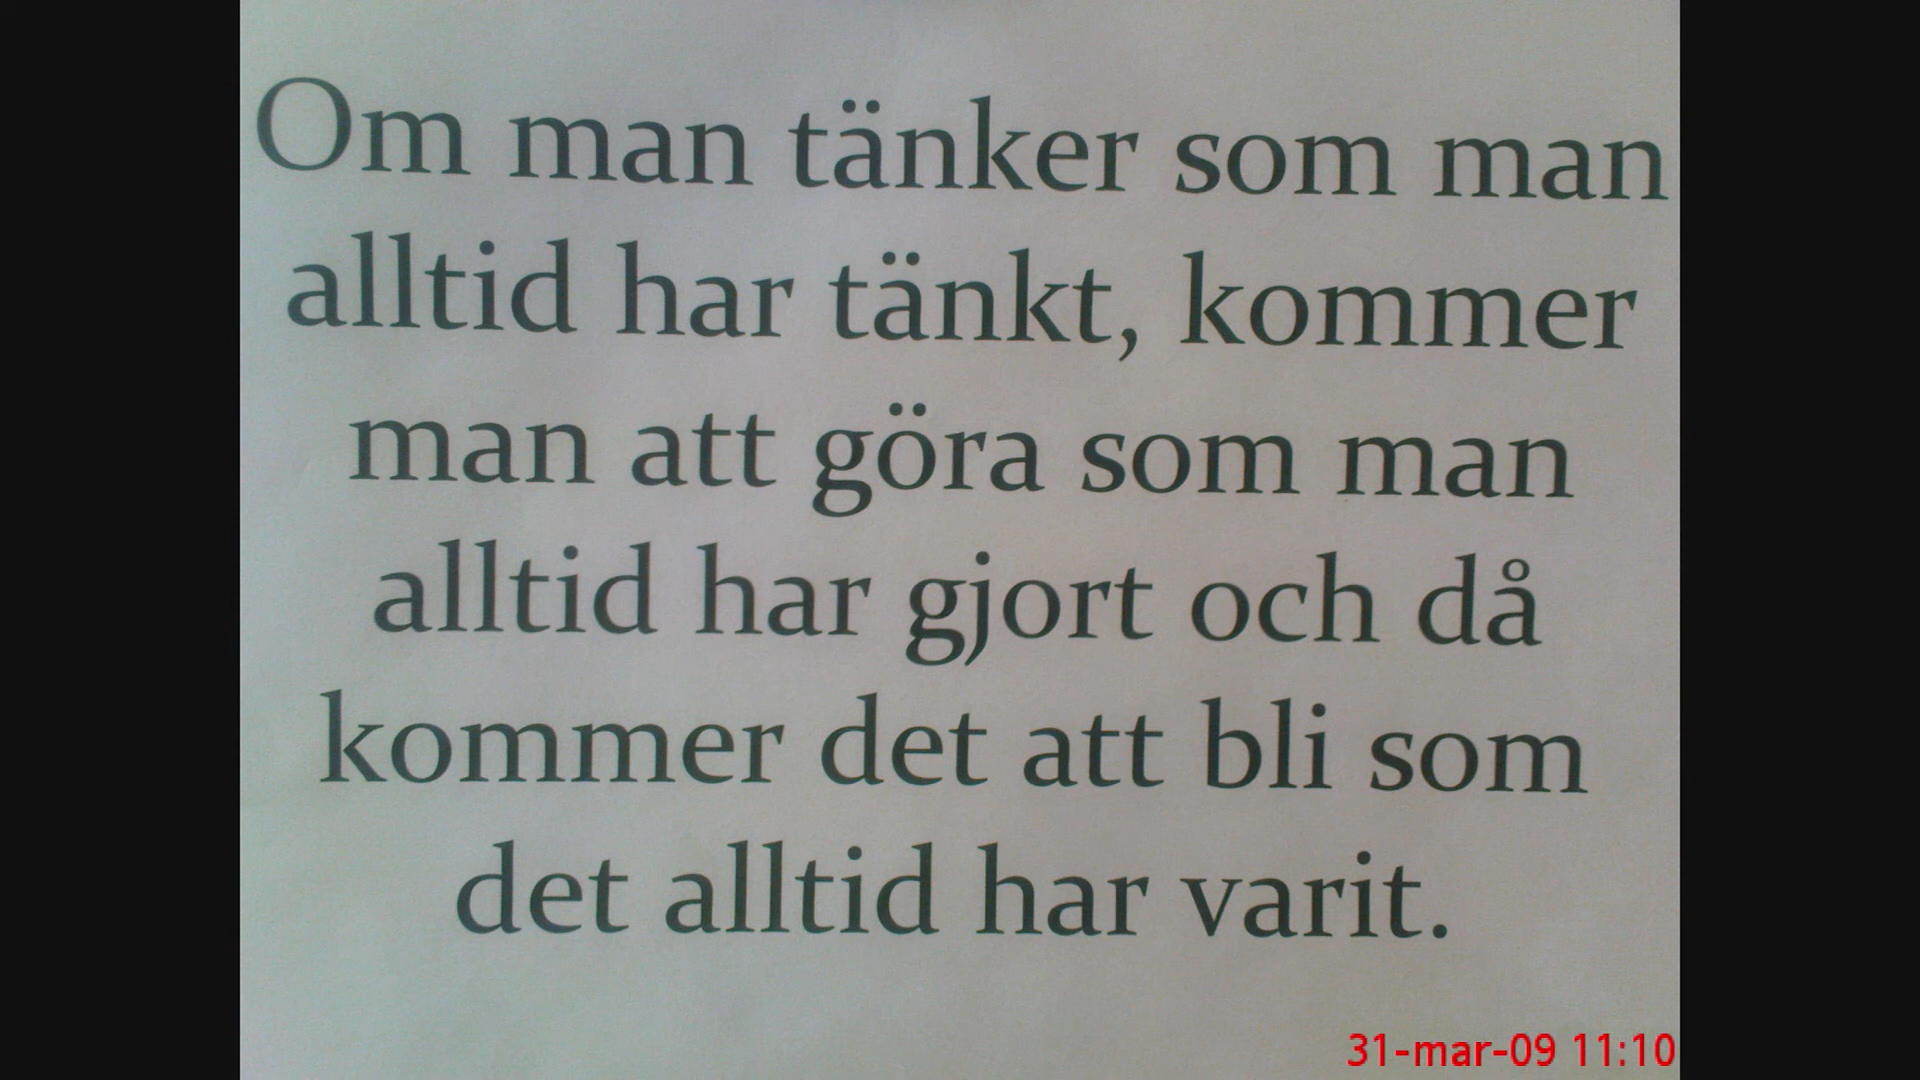 Om man tänker som man
alltid har tänkt, kommer
man att göra som man
alltid har gjort och då
kommer det att bli som
det alltid har varit.
31-mar-09 11:10